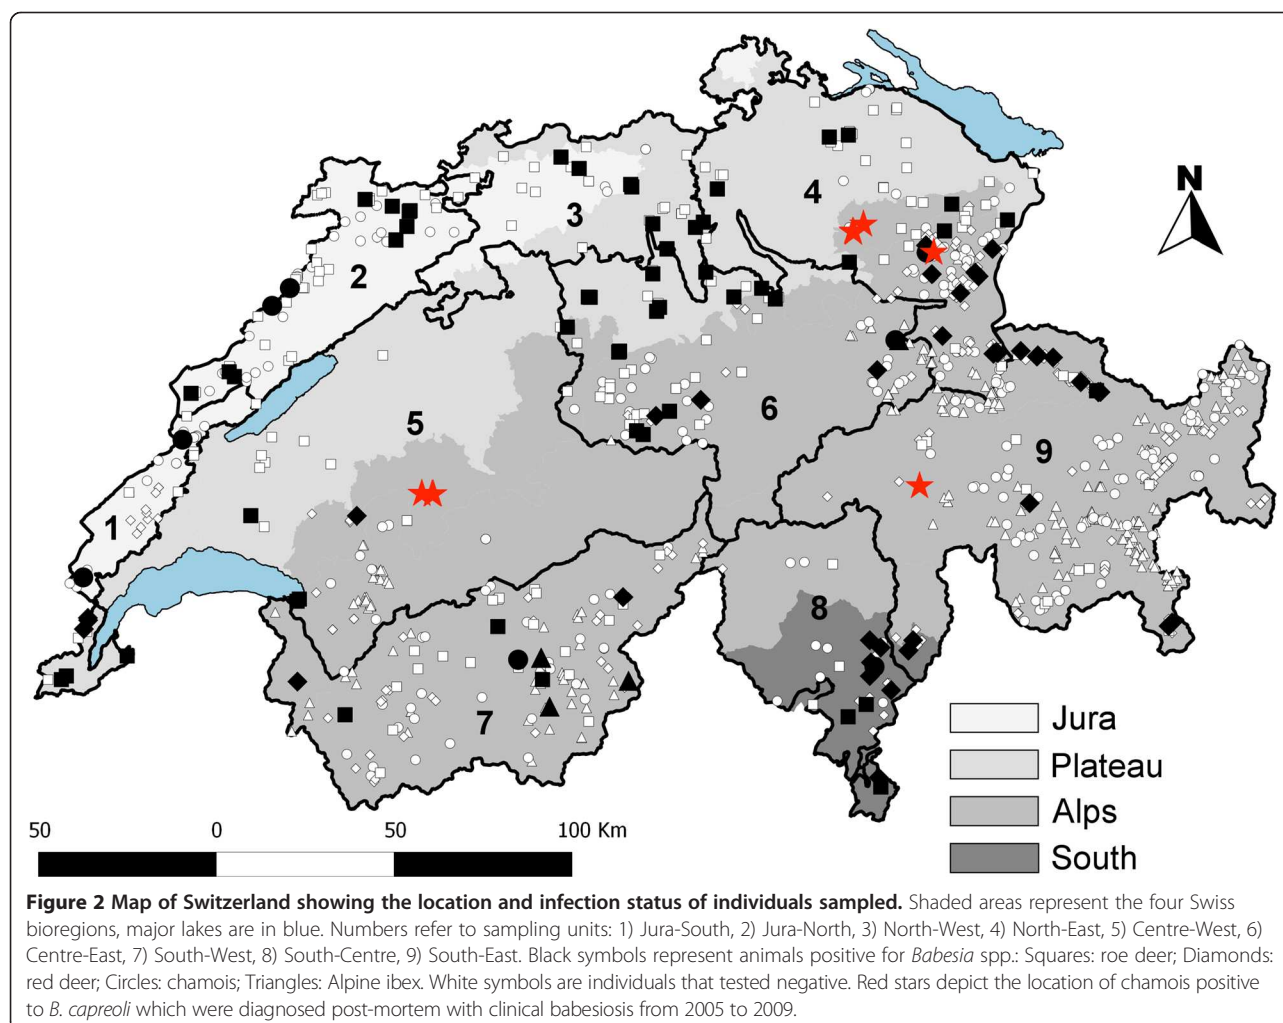 N
4
3
2
5
6
9
1
8
7
Jura
Plateau
Alps
South
50 0 50 100 Km
Figure 2 Map of Switzerland showing the location and infection status of individuals sampled. Shaded areas represent the four Swiss
bioregions, major lakes are in blue. Numbers refer to sampling units: 1) Jura-South, 2) Jura-North, 3) North-West, 4) North-East, 5) Centre-West, 6)
Centre-East, 7) South-West, 8) South-Centre, 9) South-East. Black symbols represent animals positive for Babesia spp.: Squares: roe deer; Diamonds:
red deer; Circles: chamois; Triangles: Alpine ibex. White symbols are individuals that tested negative. Red stars depict the location of chamois positive
to B. capreoli which were diagnosed post-mortem with clinical babesiosis from 2005 to 2009.